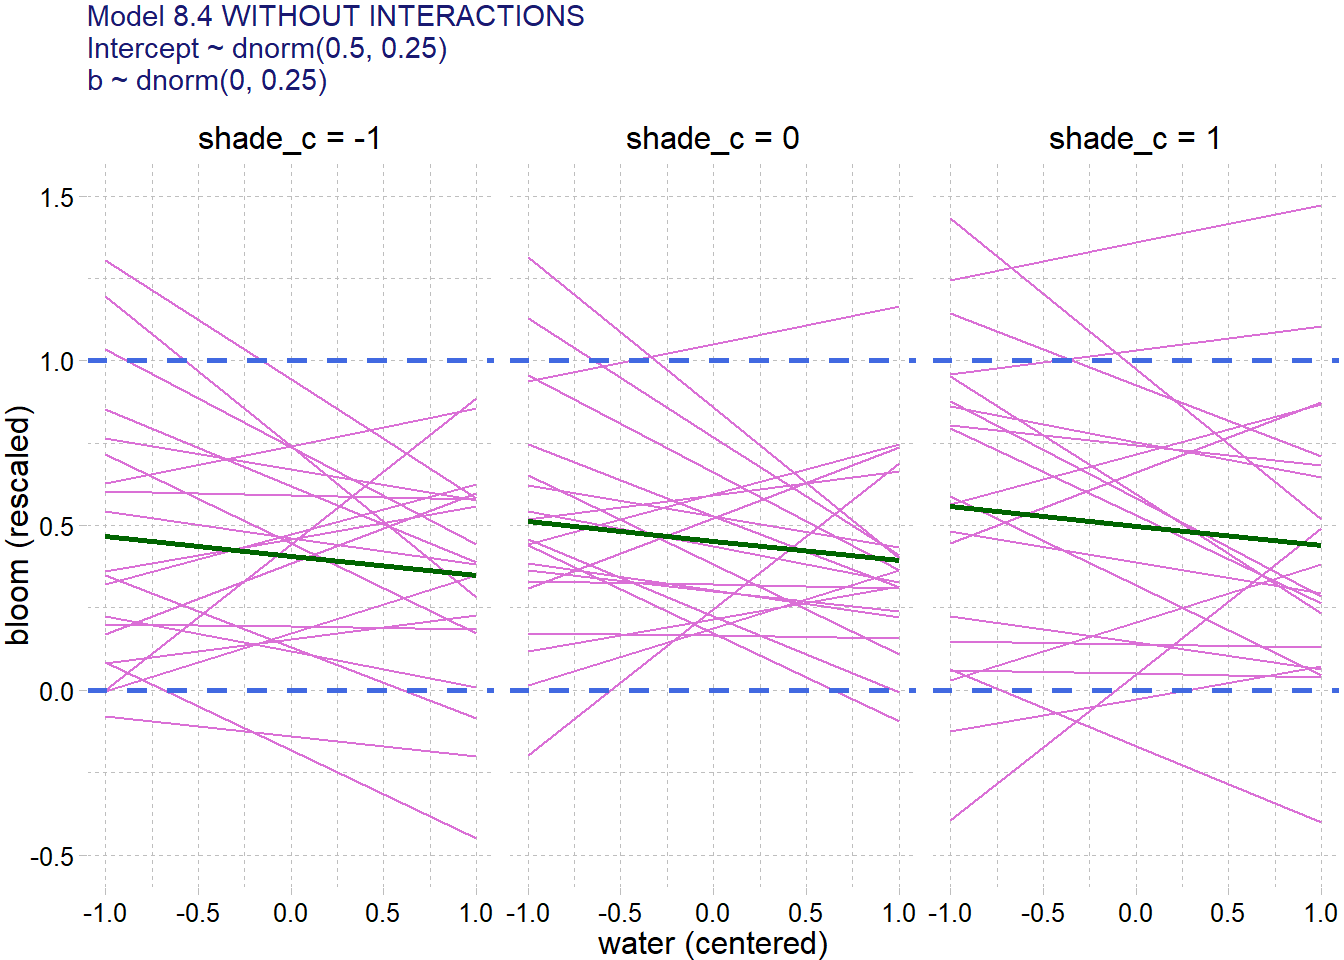 Model 8.4 WITHOUT INTERACTIONS
Intercept ~ dnorm(0.5, 0.25)
b ~ dnorm(0, 0.25)
shade_c = -1 shade_c = 0 shade_c = 1
1.5
1.0
0.5
0.0
-0.5
bloom (rescaled)
-1.0 -0.5 0.0 0.5 1.0 -1.0 -0.5 0.0 0.5 1.0 -1.0 -0.5 0.0 0.5 1.0
water (centered)